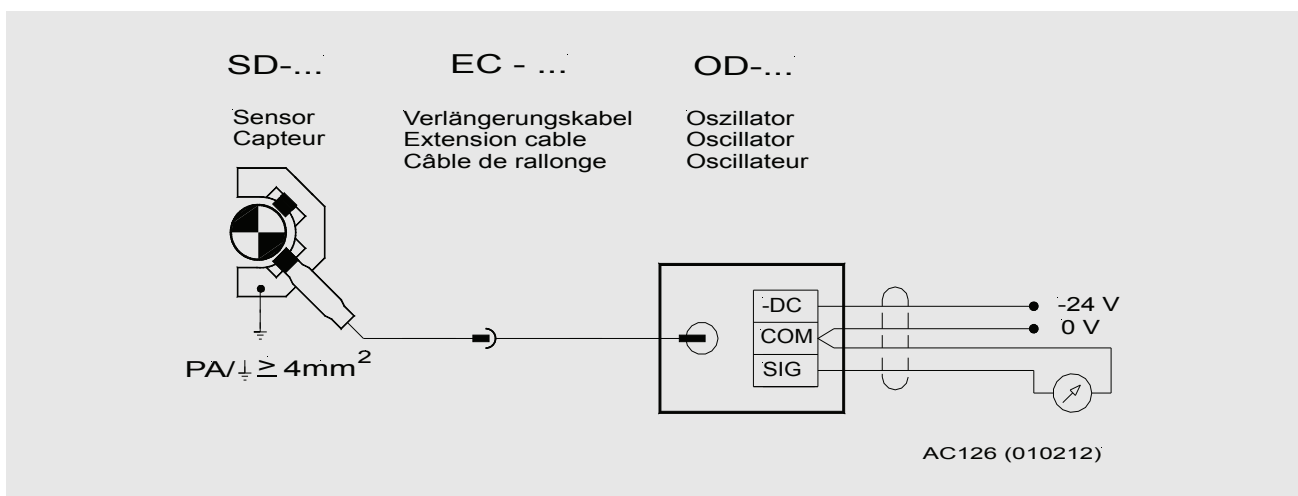 SD-...
EC - ...
OD-...
Sensor
Capteur
Verlängerungskabel
Extension cable
Câble de rallonge
Oszillator
Oscillator
Oscillateur
-DC
COM
SIG
-24 V
0 V
PA/⏚ ≥ 4mm²
AC126 (010212)